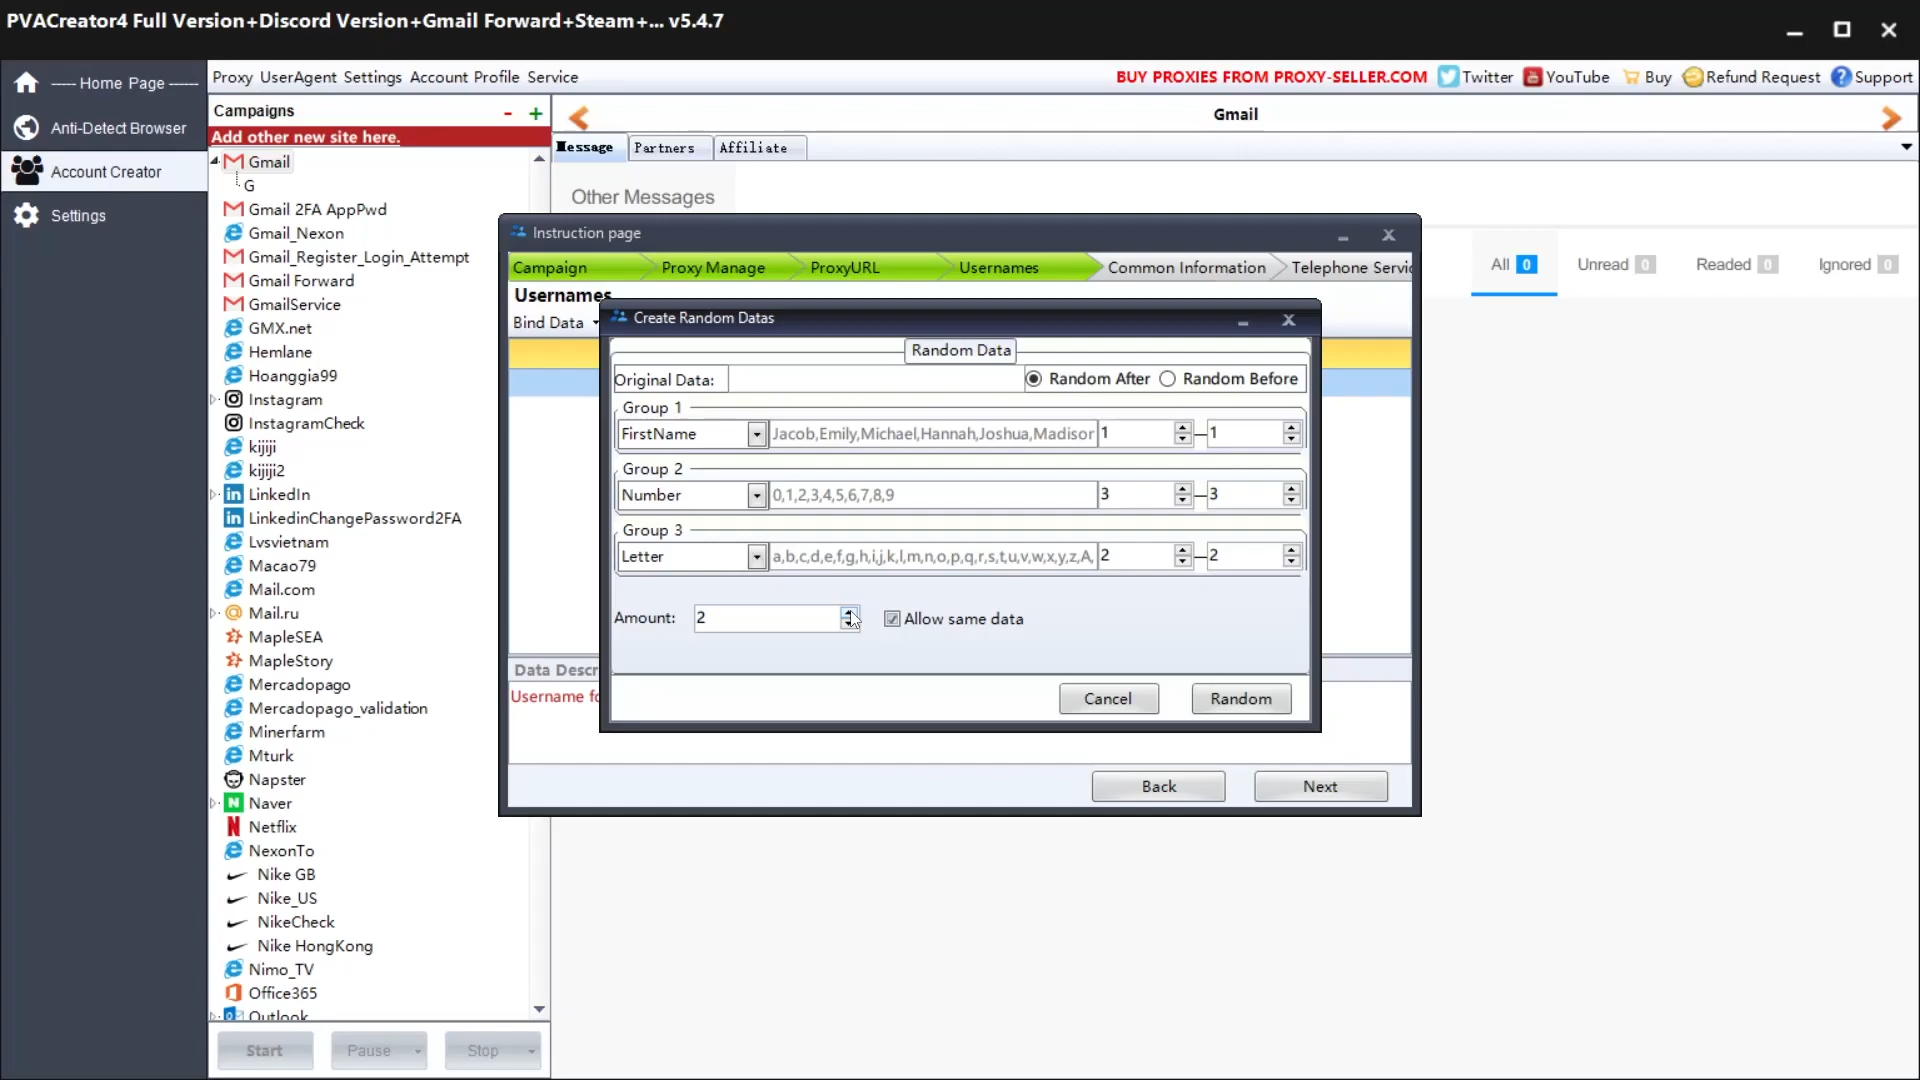 PVACreator4 Full Version+Discord Version+Gmail Forward+Steam+... v5.4.7
----- Home Page -----
Anti-Detect Browser
Account Creator
Settings
Proxy UserAgent Settings Account Profile Service
BUY PROXIES FROM PROXY-SELLER.COM Twitter YouTube Buy Refund Request Support
Campaigns - +
Add other new site here.
Gmail
G
Gmail 2FA AppPwd
Gmail_Nexon
Gmail_Register_Login_Attempt
Gmail Forward
GmailService
GMX.net
Hemlane
Hoanggia99
Instagram
InstagramCheck
kijiji
kijiji2
LinkedIn
LinkedinChangePassword2FA
Lvsvietnam
Macao79
Mail.com
Mail.ru
MapleSEA
MapleStory
Mercadopago
Mercadopago_validation
Minerfarm
Mturk
Napster
Naver
Netflix
NexonTo
Nike GB
Nike_US
NikeCheck
Nike HongKong
Nimo_TV
Office365
Outlook
Start Pause Stop
Gmail
Message Partners Affiliate
Other Messages
All 0 Unread 0 Readed 0 Ignored 0
Instruction page
Campaign Proxy Manage ProxyURL Usernames Common Information Telephone Servic
Usernames
Bind Data
Data Descr
Username fo
Back Next
Create Random Datas
Random Data
Original Data: Random After Random Before
Group 1
FirstName Jacob,Emily,Michael,Hannah,Joshua,Madisor 1 — 1
Group 2
Number 0,1,2,3,4,5,6,7,8,9 3 — 3
Group 3
Letter a,b,c,d,e,f,g,h,i,j,k,l,m,n,o,p,q,r,s,t,u,v,w,x,y,z,A, 2 — 2
Amount: 2 Allow same data
Cancel Random